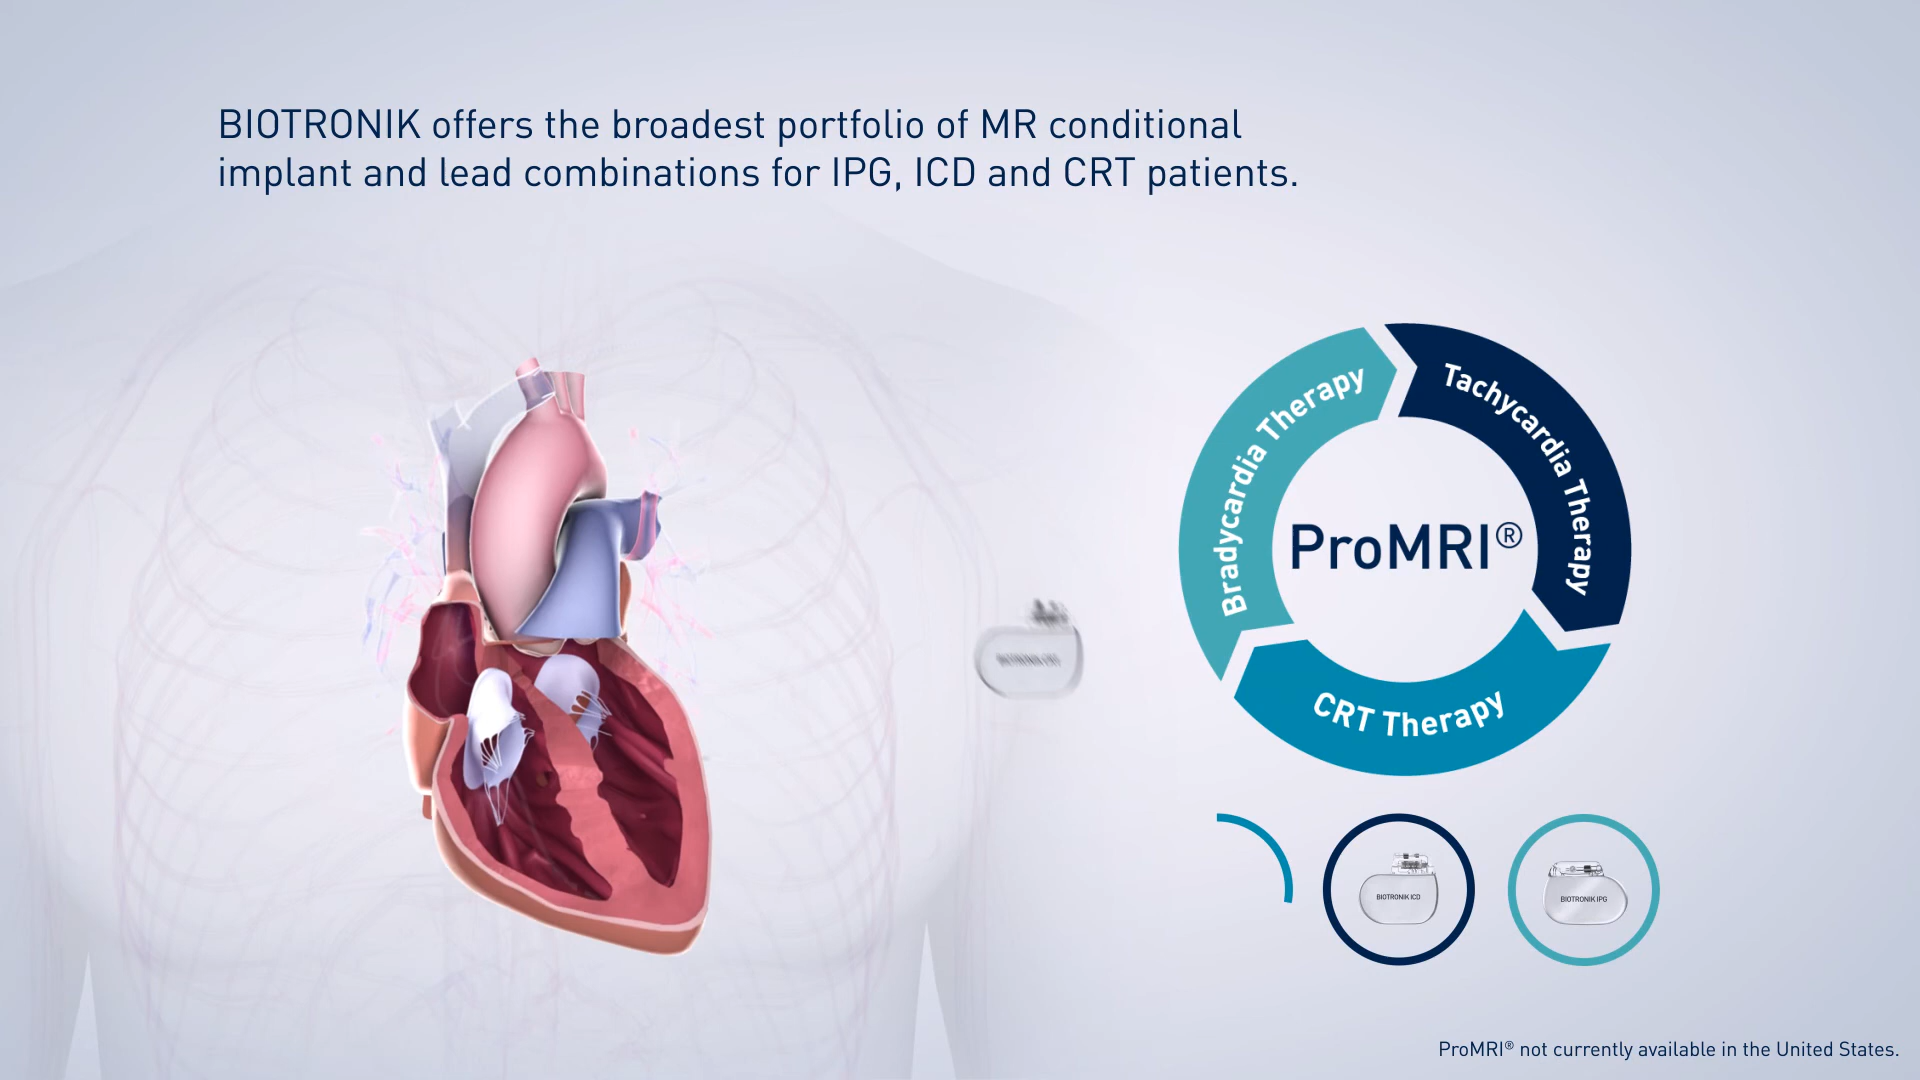 BIOTRONIK offers the broadest portfolio of MR conditional
implant and lead combinations for IPG, ICD and CRT patients.
Bradycardia Therapy
Tachycardia Therapy
ProMRI®
CRT Therapy
BIOTRONIK ICD
BIOTRONIK IPG
ProMRI® not currently available in the United States.